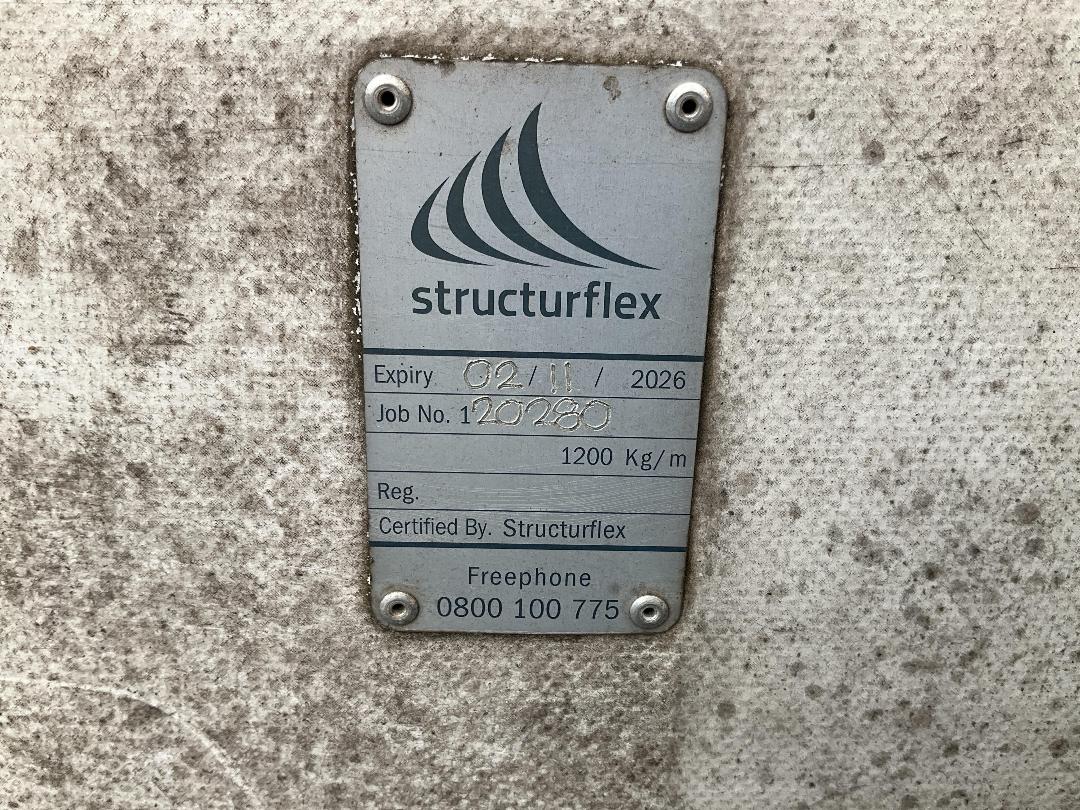 structurflex
Expiry 02 / 11 / 2026
Job No. 120280
1200 Kg/m
Reg.
Certified By. Structurflex
Freephone
0800 100 775